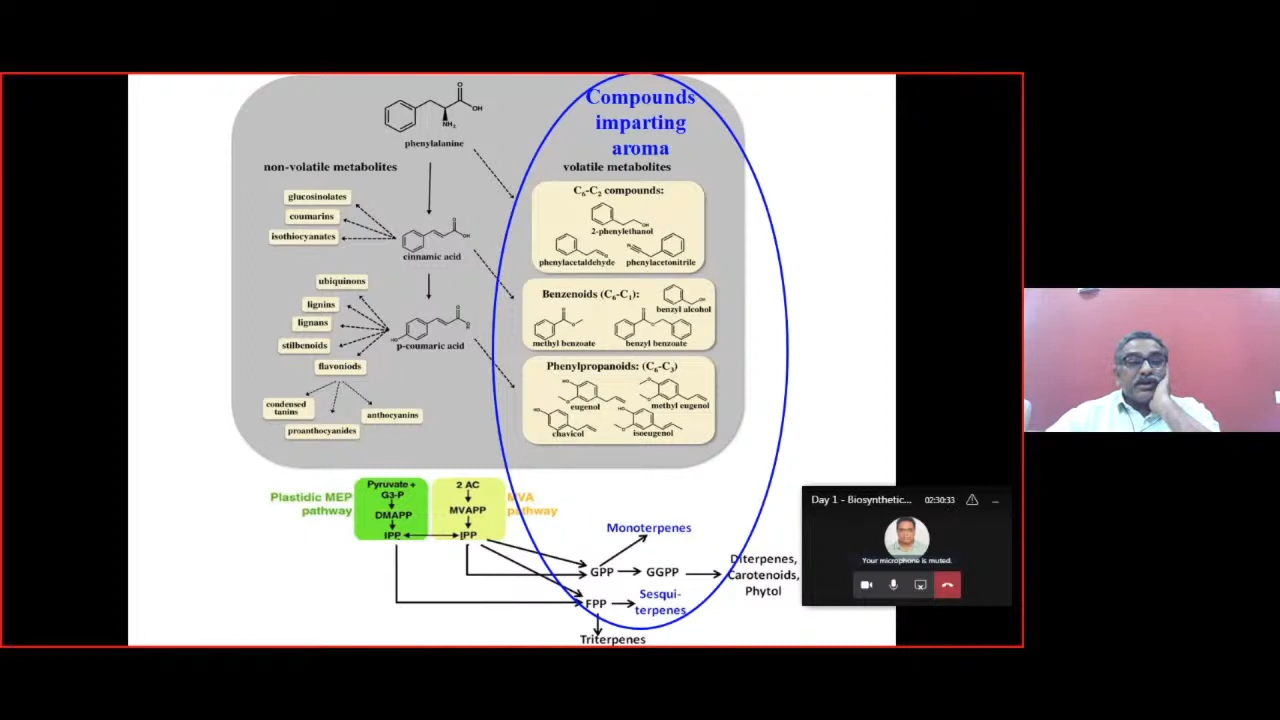 Compounds
imparting
aroma
phenylalanine
non-volatile metabolites
volatile metabolites
glucosinolates
coumarins
isothiocyanates
cinnamic acid
C6-C2 compounds:
2-phenylethanol
phenylacetaldehyde
phenylacetonitrile
ubiquinons
lignins
lignans
stilbenoids
flavoniods
p-coumaric acid
condensed
tanins
anthocyanins
proanthocyanides
Benzenoids (C6-C1):
benzyl alcohol
methyl benzoate
benzyl benzoate
Phenylpropanoids: (C6-C3)
eugenol
methyl eugenol
chavicol
isoeugenol
Plastidic MEP
pathway
Pyruvate +
G3-P
DMAPP
IPP
2 AC
MVAPP
IPP
MVA
pathway
Monoterpenes
GPP
GGPP
Diterpenes,
Carotenoids,
Phytol
FPP
Sesqui-
terpenes
Triterpenes
Day 1 - Biosynthetic...
02:30:33
Your microphone is muted.